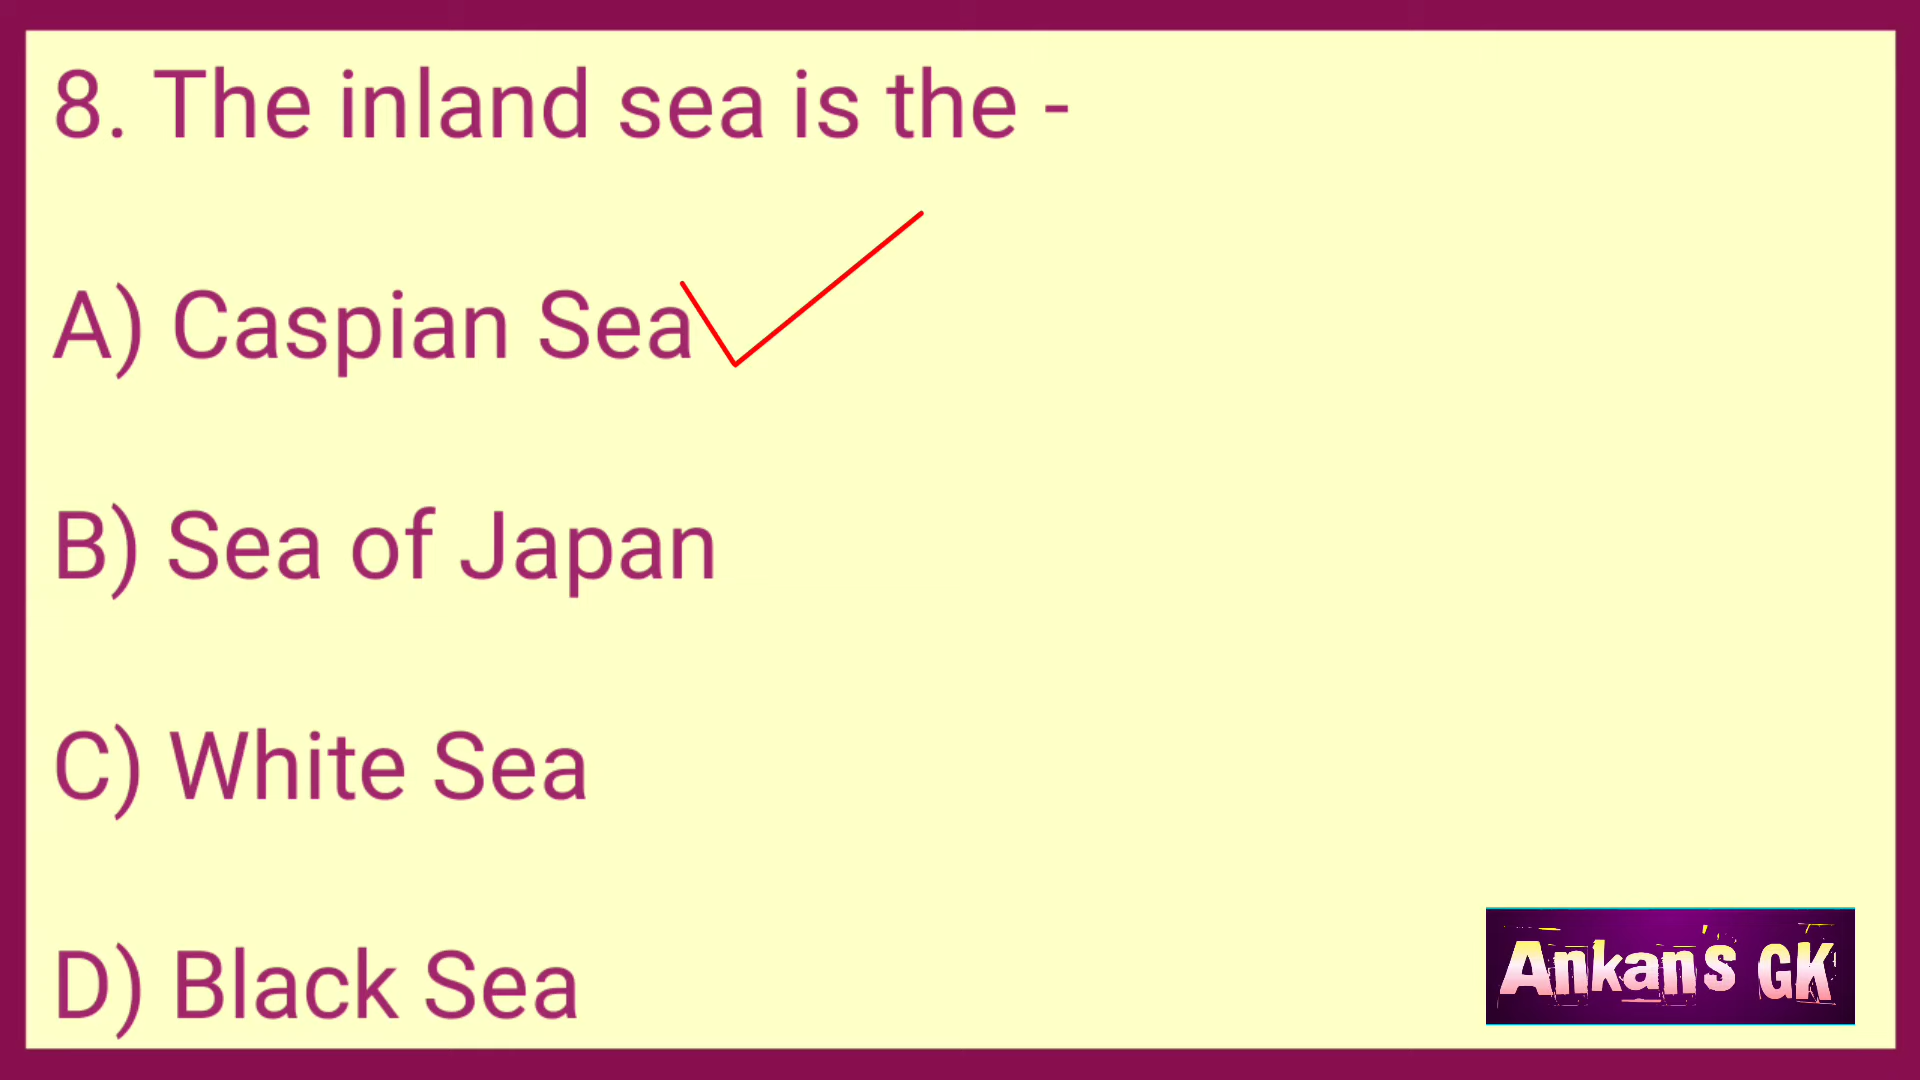 8. The inland sea is the -
A) Caspian Sea
B) Sea of Japan
C) White Sea
D) Black Sea
Ankan's GK